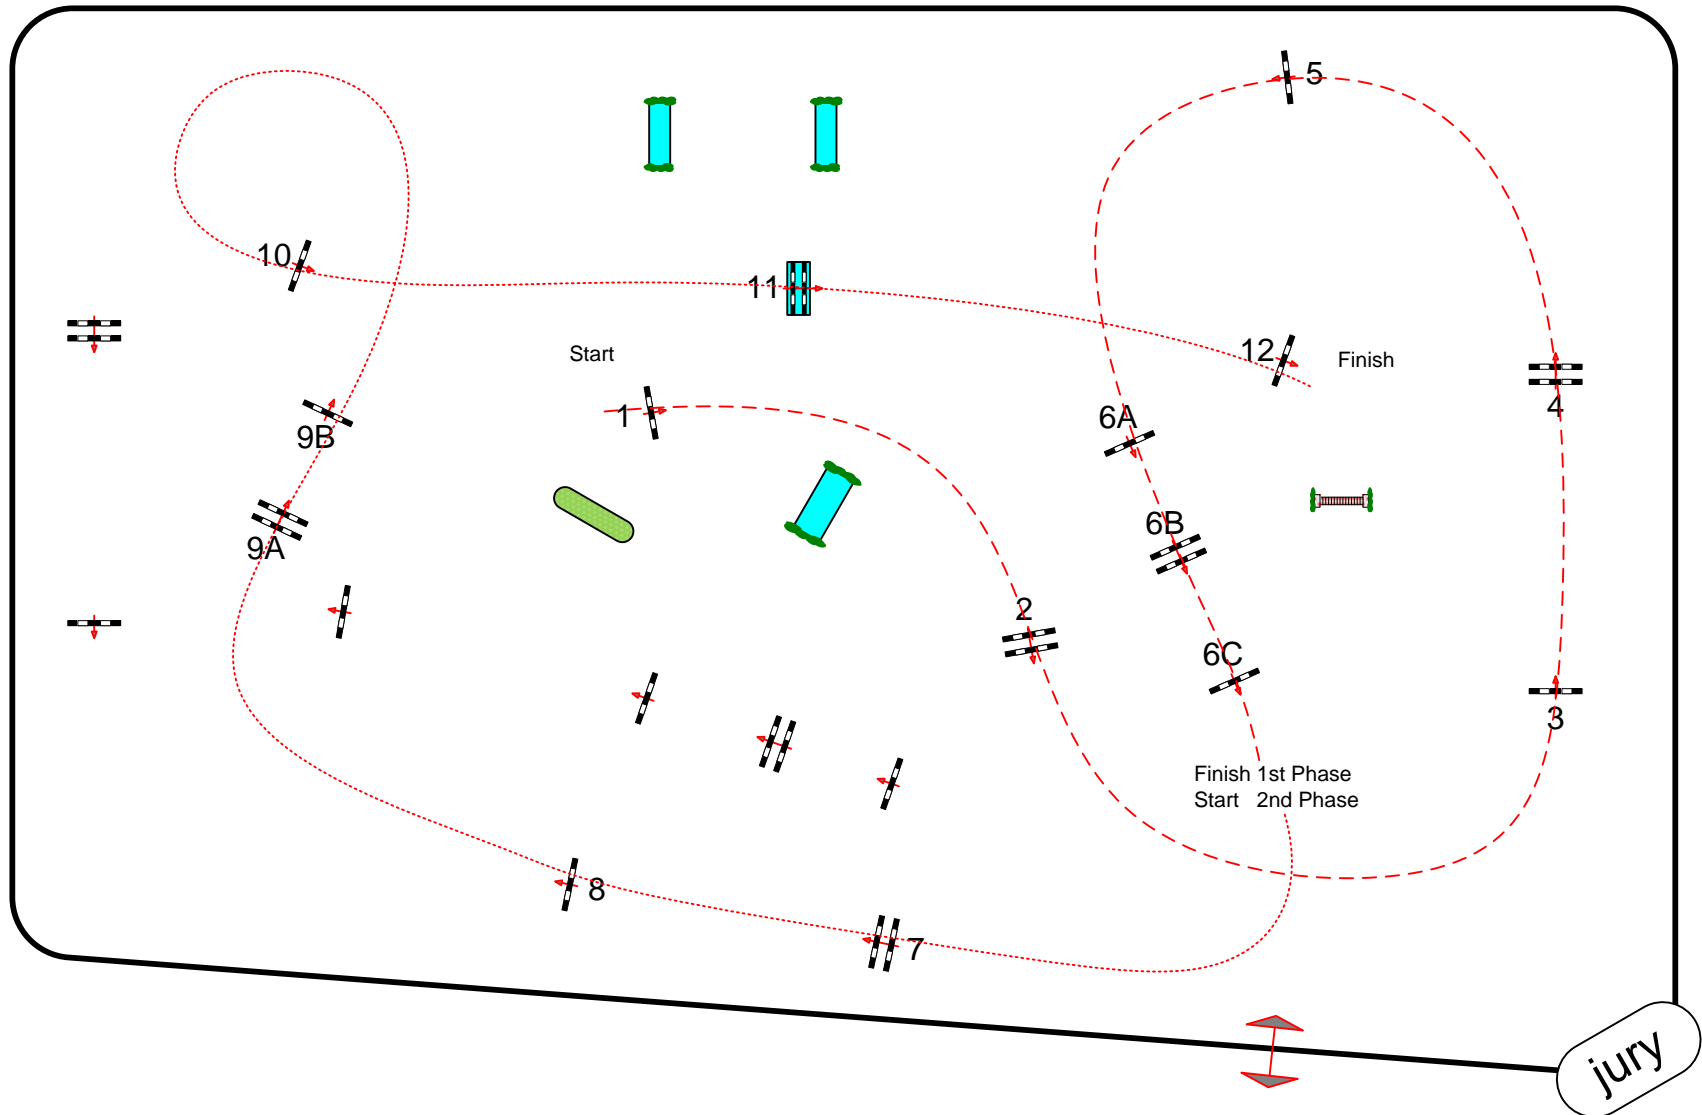 5
10
11
Start
12
Finish
1
4
6A
9B
6B
9A
2
6C
3
Finish 1st Phase
Start 2nd Phase
8
7
jury